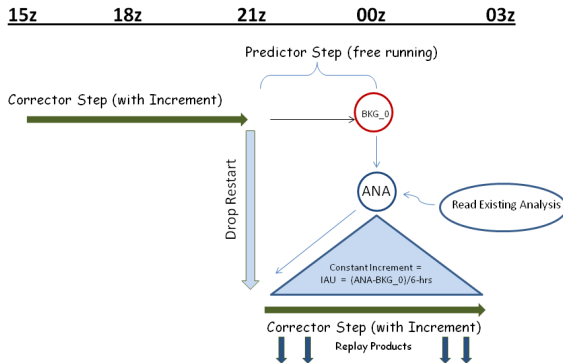 15z 18z 21z 00z 03z
Predictor Step (free running)
Corrector Step (with Increment)
BKG_0
Drop Restart
ANA
Read Existing Analysis
Constant Increment =
IAU = (ANA-BKG_0)/6-hrs
Corrector Step (with Increment)
Replay Products